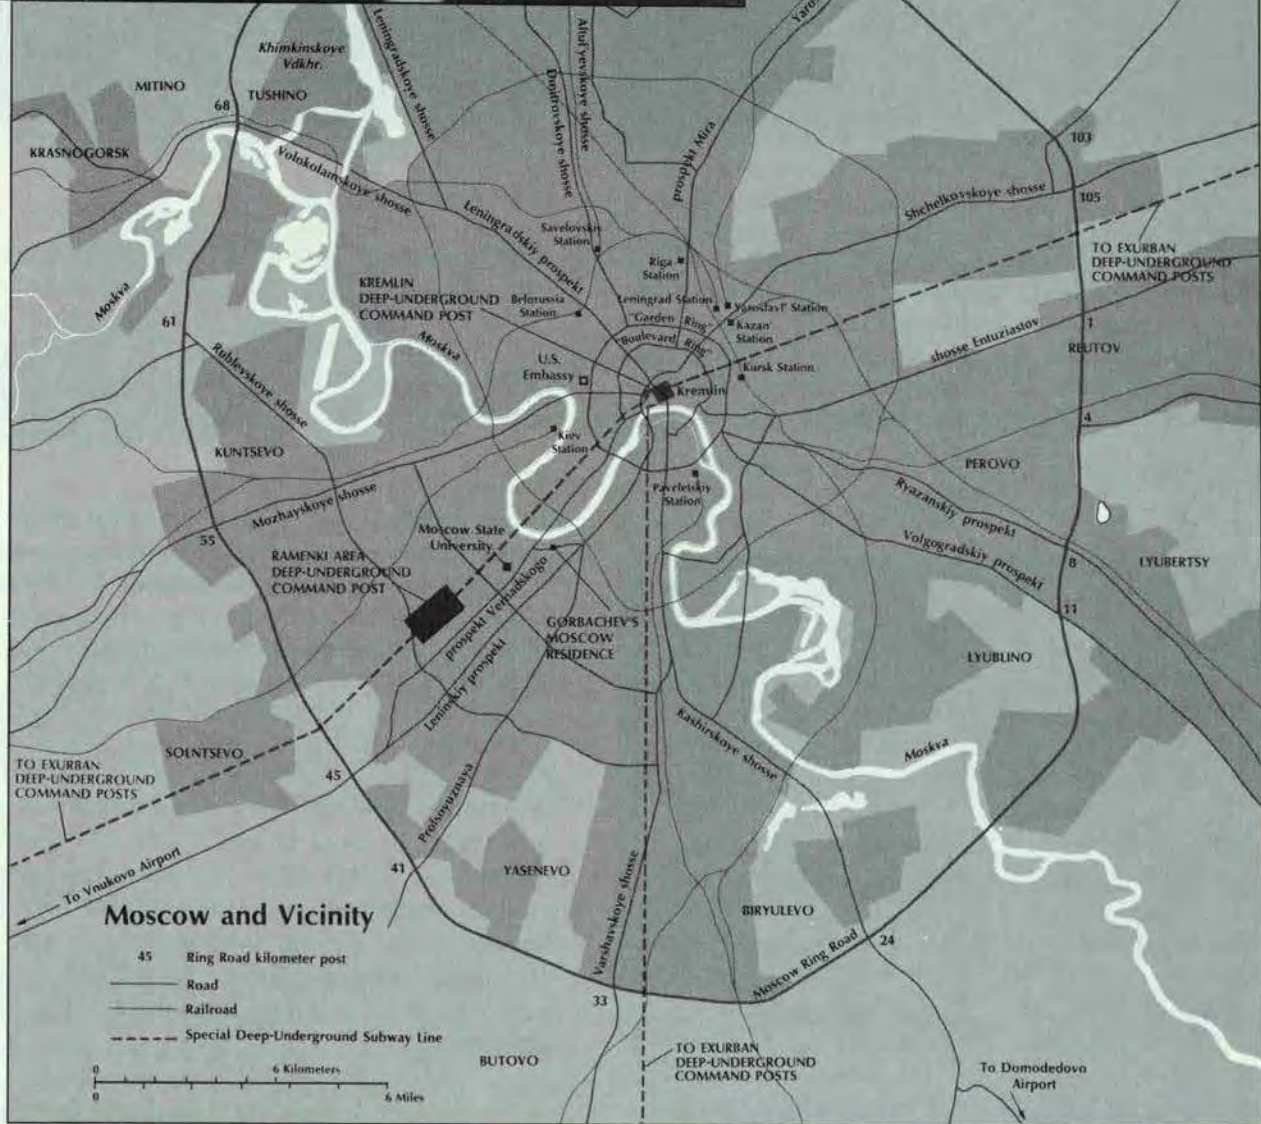 Khimkinskoye
Vdkhr.
Leningradskoye shosse
Altuf'yevskoye shosse
Dmitrovskoye shosse
MITINO
TUSHINO
68
KRASNOGORSK
Volokolamskoye shosse
prospekt Mira
103
Shchelkovskoye shosse
105
Leningradskiy prospekt
Savelovskiy
Station
Riga
Station
TO EXURBAN
DEEP-UNDERGROUND
COMMAND POSTS
Moskva
KREMLIN
DEEP-UNDERGROUND
COMMAND POST
Belorussia
Station
Leningrad Station
Yaroslavl' Station
"Garden Ring"
Kazan'
Station
61
Moskva
"Boulevard Ring"
1
shosse Entuziastov
REUTOV
Rublevskoye shosse
U.S.
Embassy
Kursk Station
Kremlin
4
Kiev
Station
KUNTSEVO
PEROVO
Mozhayskoye shosse
Paveletskiy
Station
Ryazanskiy prospekt
55
Moscow State
University
Volgogradskiy prospekt
8
LYUBERTSY
RAMENKI AREA
DEEP-UNDERGROUND
COMMAND POST
11
prospekt Vernadskogo
GORBACHEV'S
MOSCOW
RESIDENCE
LYUBLINO
Leninskiy prospekt
Kashirskoye shosse
SOLNTSEVO
Moskva
TO EXURBAN
DEEP-UNDERGROUND
COMMAND POSTS
45
Profsoyuznaya
41
To Vnukovo Airport
YASENEVO
Varshavskoye shosse
BIRYULEVO
24
Moscow Ring Road
33
Moscow and Vicinity
45 Ring Road kilometer post
Road
Railroad
Special Deep-Underground Subway Line
0 6 Kilometers
0 6 Miles
BUTOVO
TO EXURBAN
DEEP-UNDERGROUND
COMMAND POSTS
To Domodedovo
Airport